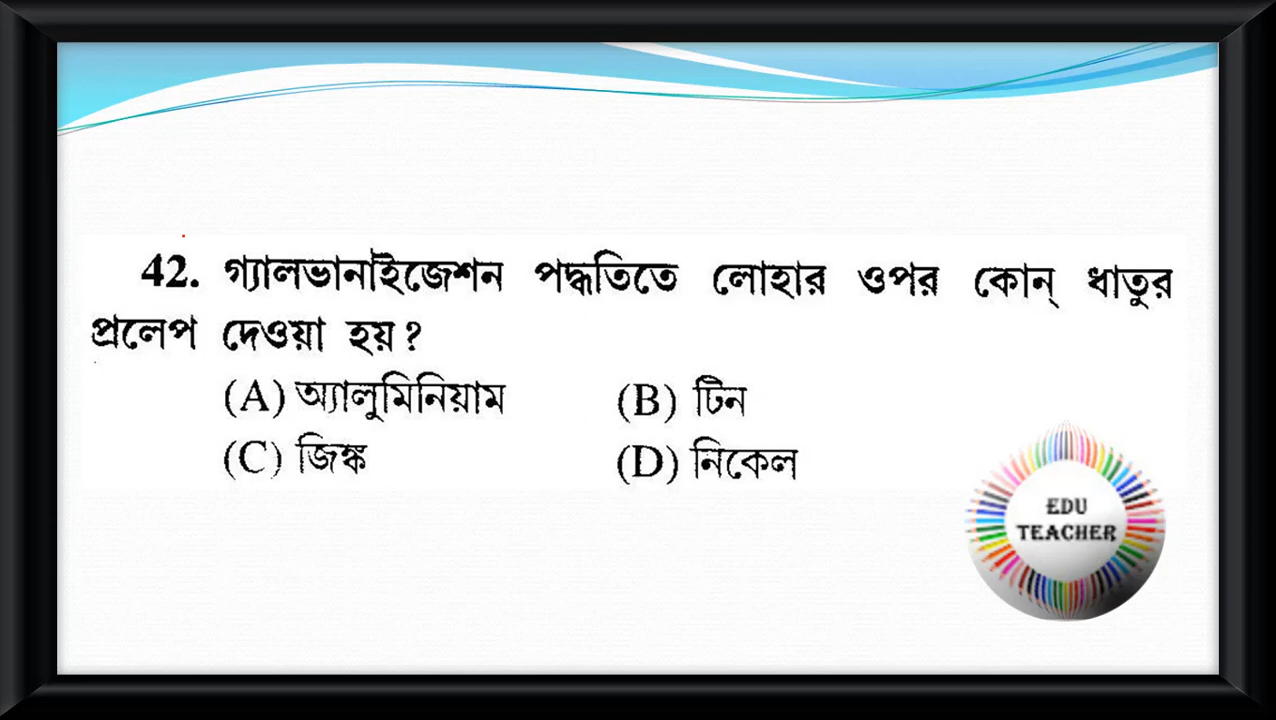 42. গ্যালভানাইজেশন পদ্ধতিতে লোহার ওপর কোন্ ধাতুর
প্রলেপ দেওয়া হয়?
(A) অ্যালুমিনিয়াম (B) টিন
(C) জিঙ্ক (D) নিকেল
EDU
TEACHER